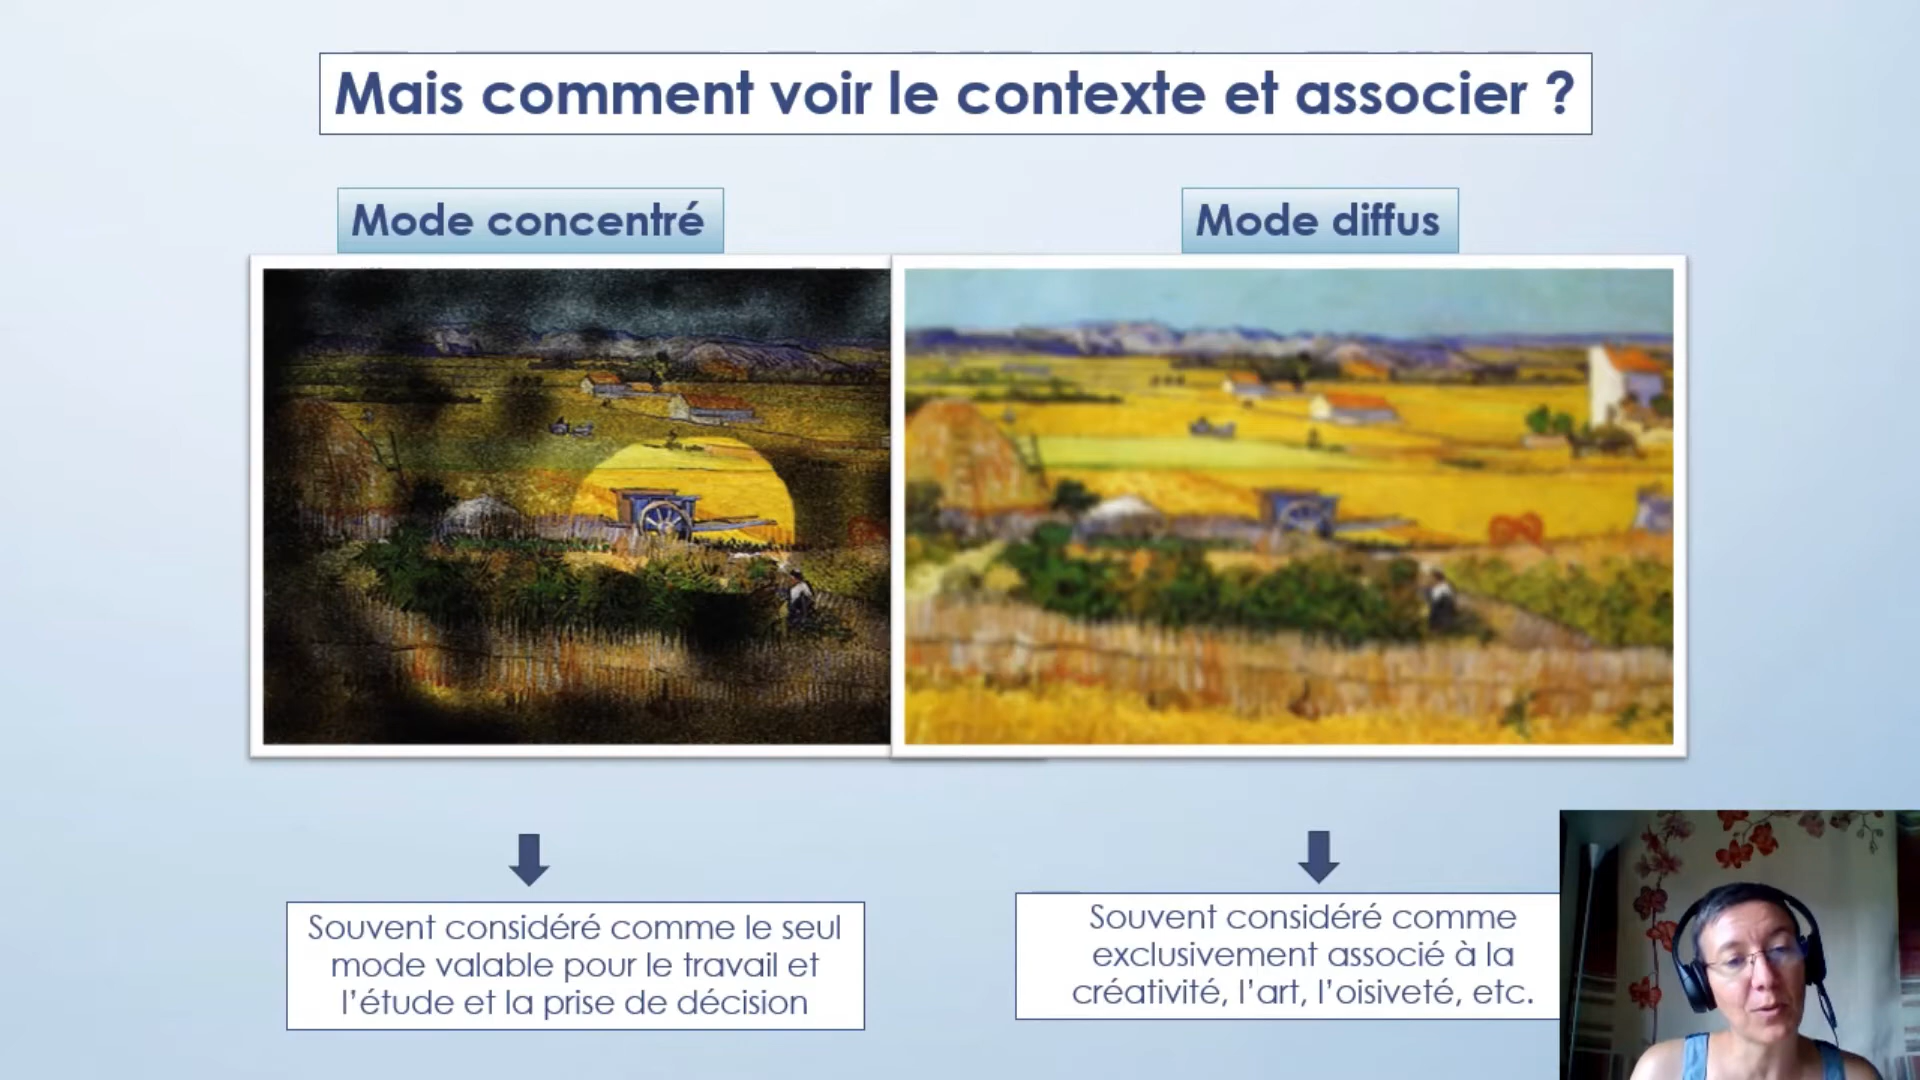 Mais comment voir le contexte et associer ?
Mode concentré
Mode diffus
Souvent considéré comme le seul
mode valable pour le travail et
l'étude et la prise de décision
Souvent considéré comme
exclusivement associé à la
créativité, l'art, l'oisiveté, etc.